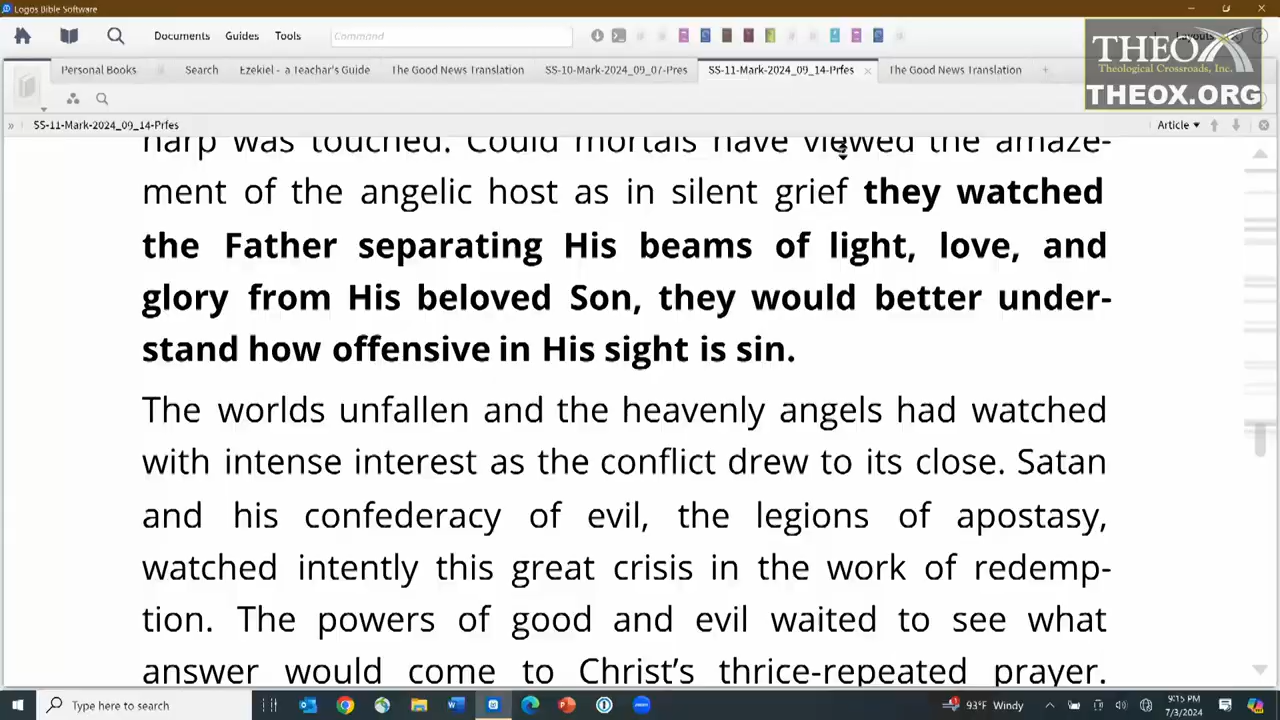 Logos Bible Software
Documents Guides Tools Command
THEOX
Theological Crossroads, Inc.
THEOX.ORG
Personal Books Search Ezekiel - a Teacher's Guide SS-10-Mark-2024_09_07-Pres SS-11-Mark-2024_09_14-Prfes The Good News Translation
SS-11-Mark-2024_09_14-Prfes Article
harp was touched. Could mortals have viewed the amaze-
ment of the angelic host as in silent grief they watched
the Father separating His beams of light, love, and
glory from His beloved Son, they would better under-
stand how offensive in His sight is sin.
The worlds unfallen and the heavenly angels had watched
with intense interest as the conflict drew to its close. Satan
and his confederacy of evil, the legions of apostasy,
watched intently this great crisis in the work of redemp-
tion. The powers of good and evil waited to see what
answer would come to Christ's thrice-repeated prayer.
Type here to search 93°F Windy 9:15 PM
7/3/2024